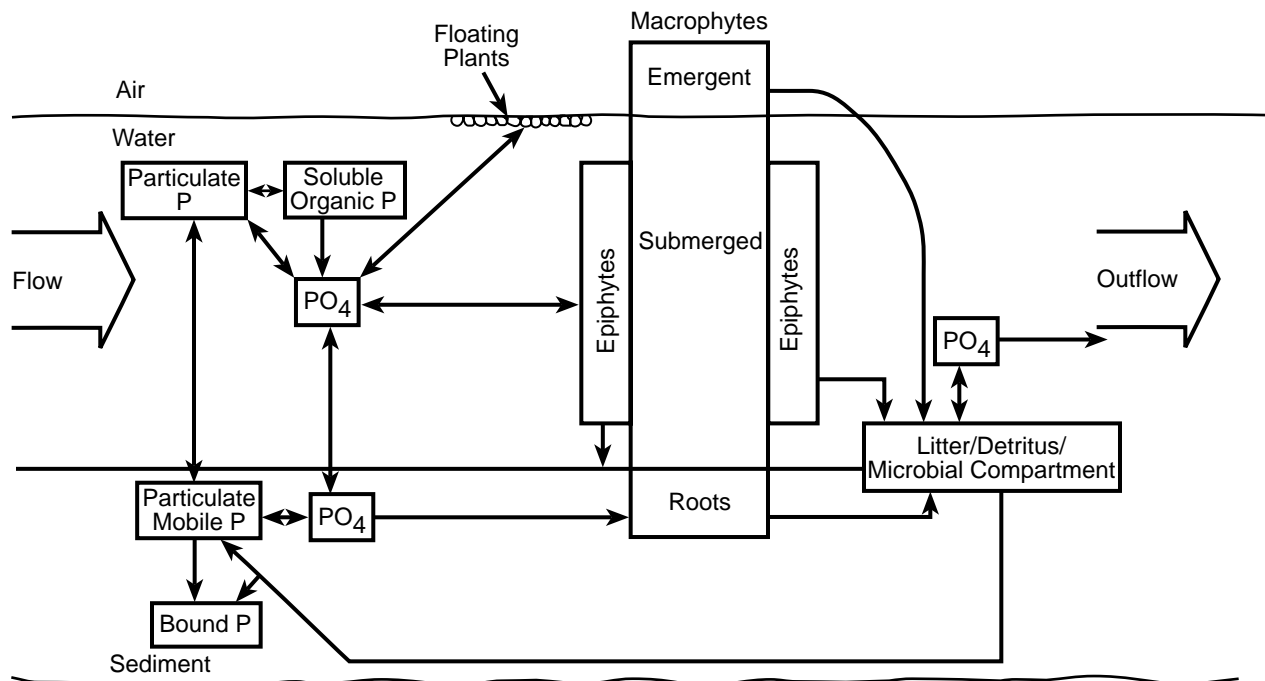 Macrophytes
Floating
Plants
Emergent
Air
Water
Particulate
P
Soluble
Organic P
Submerged
Epiphytes
Epiphytes
Flow
PO4
Outflow
PO4
Litter/Detritus/
Microbial Compartment
Particulate
Mobile P
PO4
Roots
Bound P
Sediment